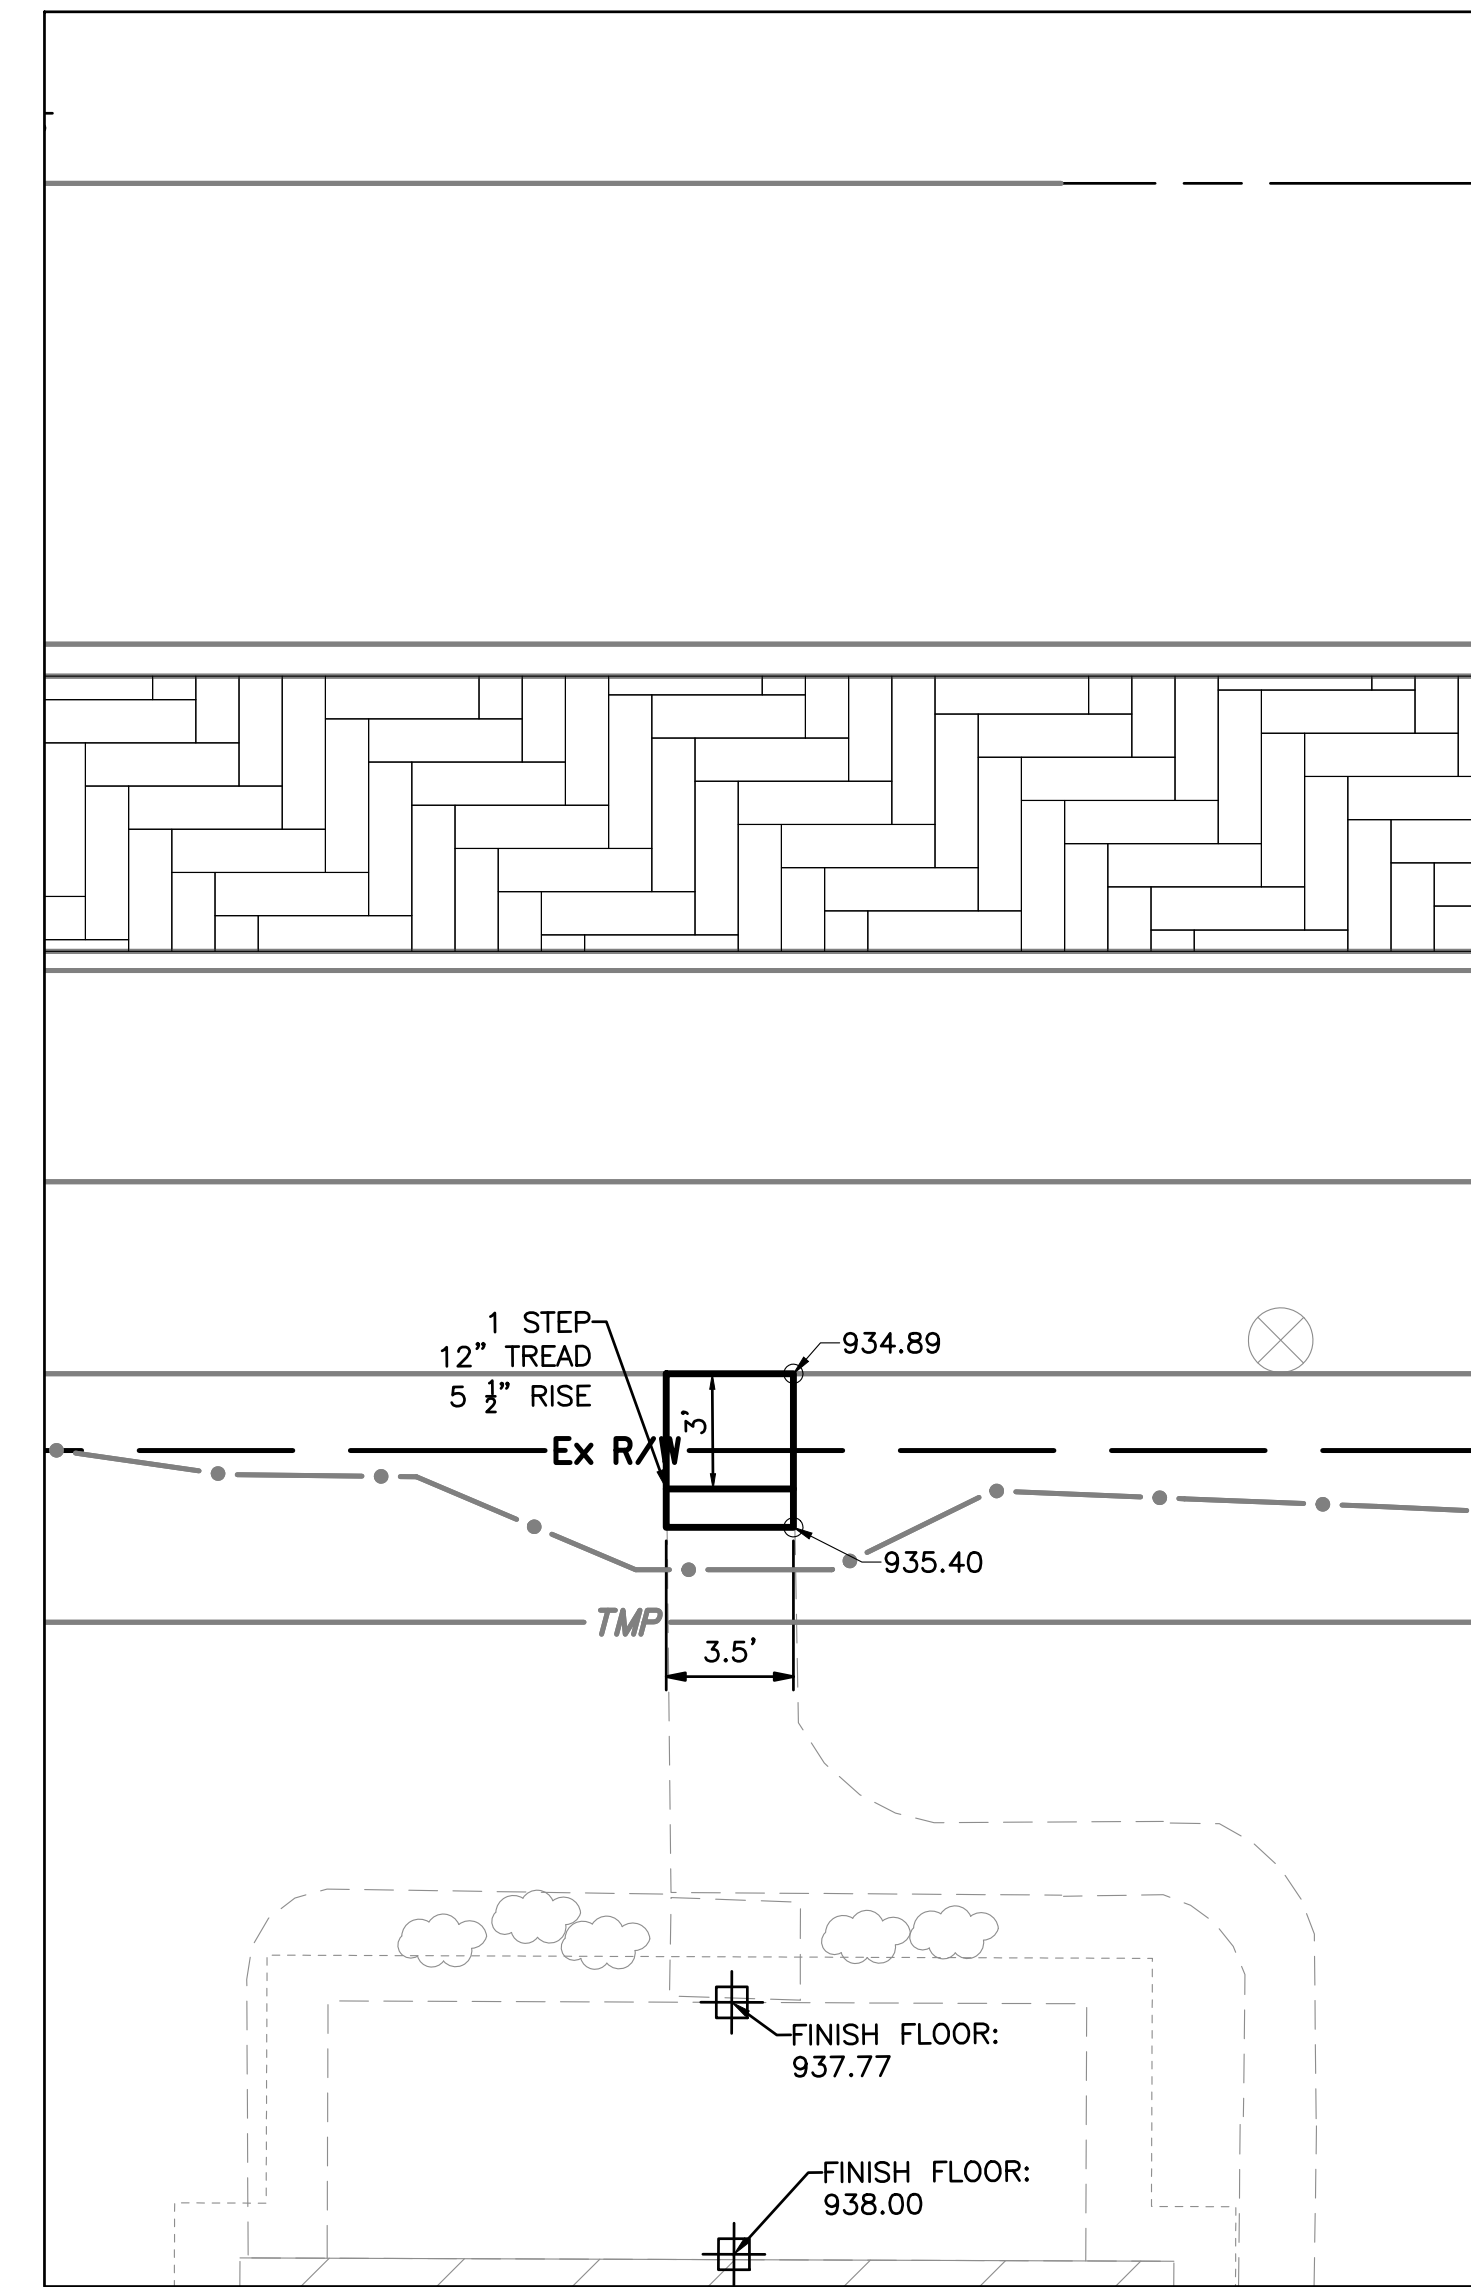 1 STEP
12" TREAD
5 ½" RISE
934.89
3'
Ex R/W
935.40
TMP
3.5'
FINISH FLOOR:
937.77
FINISH FLOOR:
938.00